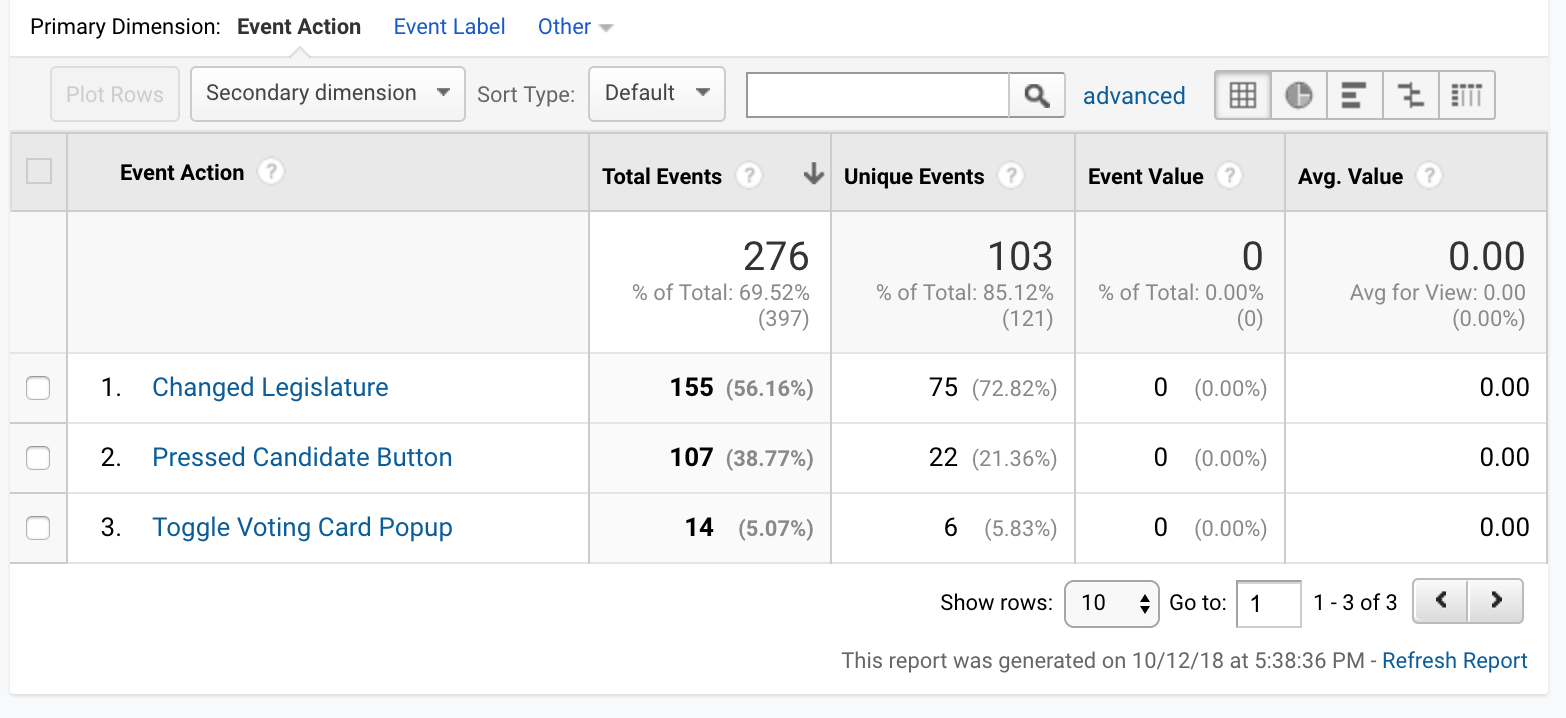 Primary Dimension: Event Action Event Label Other
Plot Rows Secondary dimension Sort Type: Default advanced
Event Action ? Total Events ? Unique Events ? Event Value ? Avg. Value ?
276 103 0 0.00
% of Total: 69.52% % of Total: 85.12% % of Total: 0.00% Avg for View: 0.00
(397) (121) (0) (0.00%)
1. Changed Legislature 155 (56.16%) 75 (72.82%) 0 (0.00%) 0.00
2. Pressed Candidate Button 107 (38.77%) 22 (21.36%) 0 (0.00%) 0.00
3. Toggle Voting Card Popup 14 (5.07%) 6 (5.83%) 0 (0.00%) 0.00
Show rows: 10 Go to: 1 1 - 3 of 3
This report was generated on 10/12/18 at 5:38:36 PM - Refresh Report